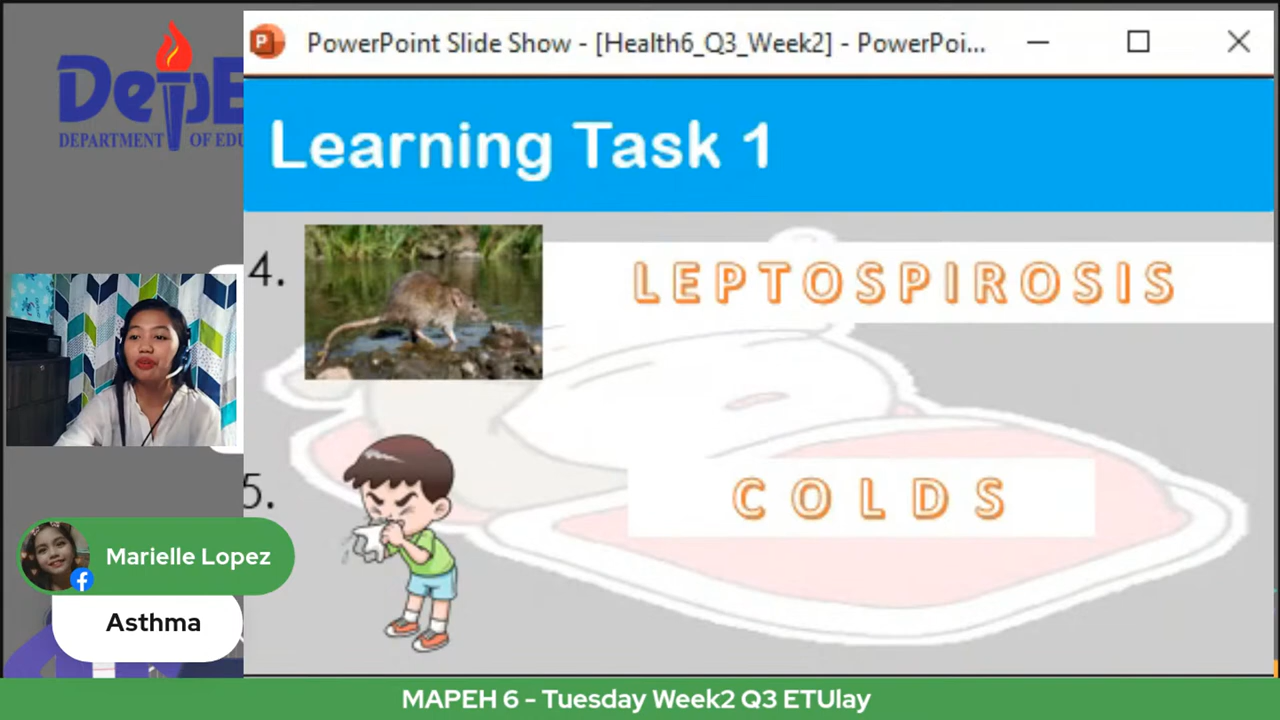 PowerPoint Slide Show - [Health6_Q3_Week2] - PowerPoi...
DepE
DEPARTMENT OF EDU
Learning Task 1
4.
LEPTOSPIROSIS
5.
COLDS
Marielle Lopez
Asthma
MAPEH 6 - Tuesday Week2 Q3 ETUlay